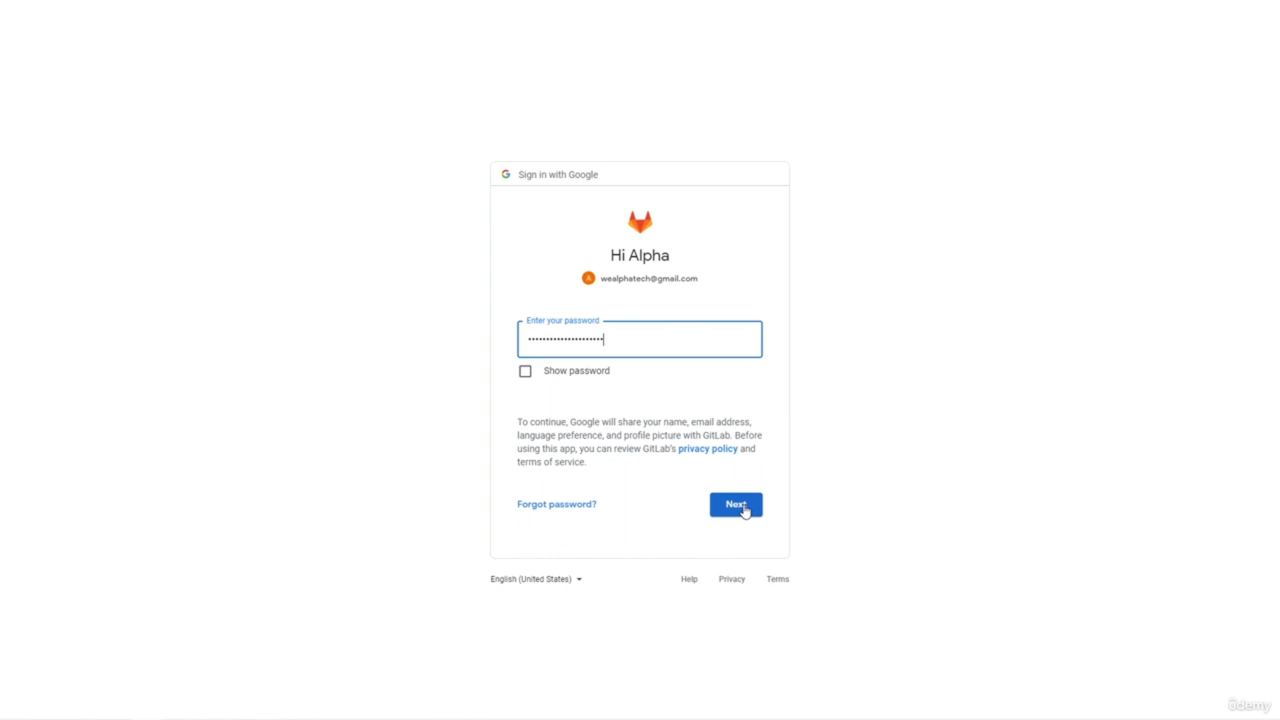 Sign in with Google
Hi Alpha
A
wealphatech@gmail.com
Enter your password
•••••••••••••••••••••
Show password
To continue, Google will share your name, email address,
language preference, and profile picture with GitLab. Before
using this app, you can review GitLab's privacy policy and
terms of service.
Forgot password?
Next
English (United States)
Help Privacy Terms
ûdemy